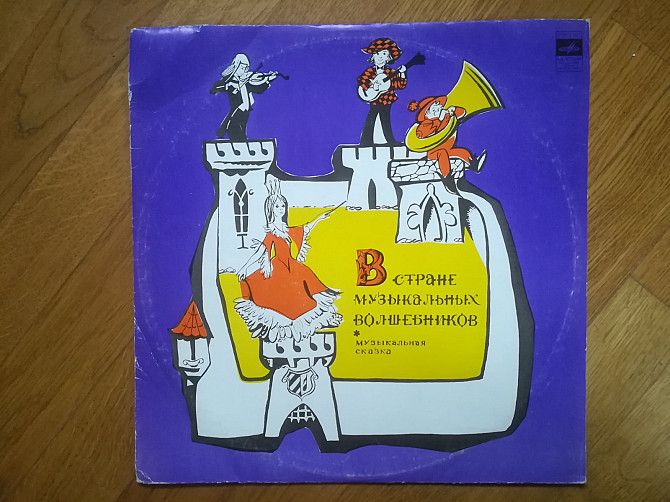 В СТРАНЕ
МУЗЫКАЛЬНЫХ
ВОЛШЕБНИКОВ
*
МУЗЫКАЛЬНАЯ
СКАЗКА